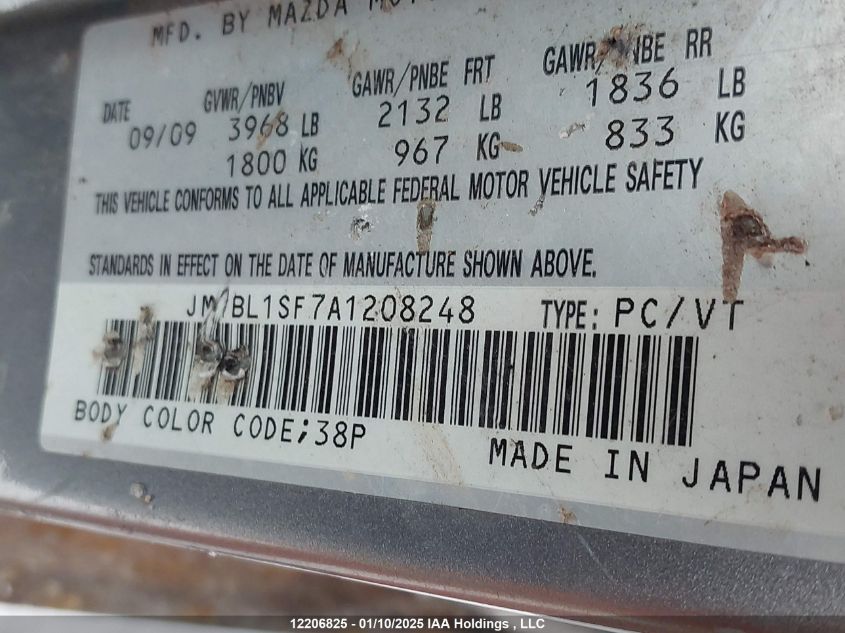 MFD. BY MAZDA
DATE GVWR/PNBV GAWR/PNBE FRT GAWR/PNBE RR
09/09 3968 LB 2132 LB 1836 LB
1800 KG 967 KG 833 KG
THIS VEHICLE CONFORMS TO ALL APPLICABLE FEDERAL MOTOR VEHICLE SAFETY
STANDARDS IN EFFECT ON THE DATE OF MANUFACTURE SHOWN ABOVE.
JM1BL1SF7A1208248 TYPE: PC/VT
BODY COLOR CODE;38P
MADE IN JAPAN
12206825 - 01/10/2025 IAA Holdings , LLC